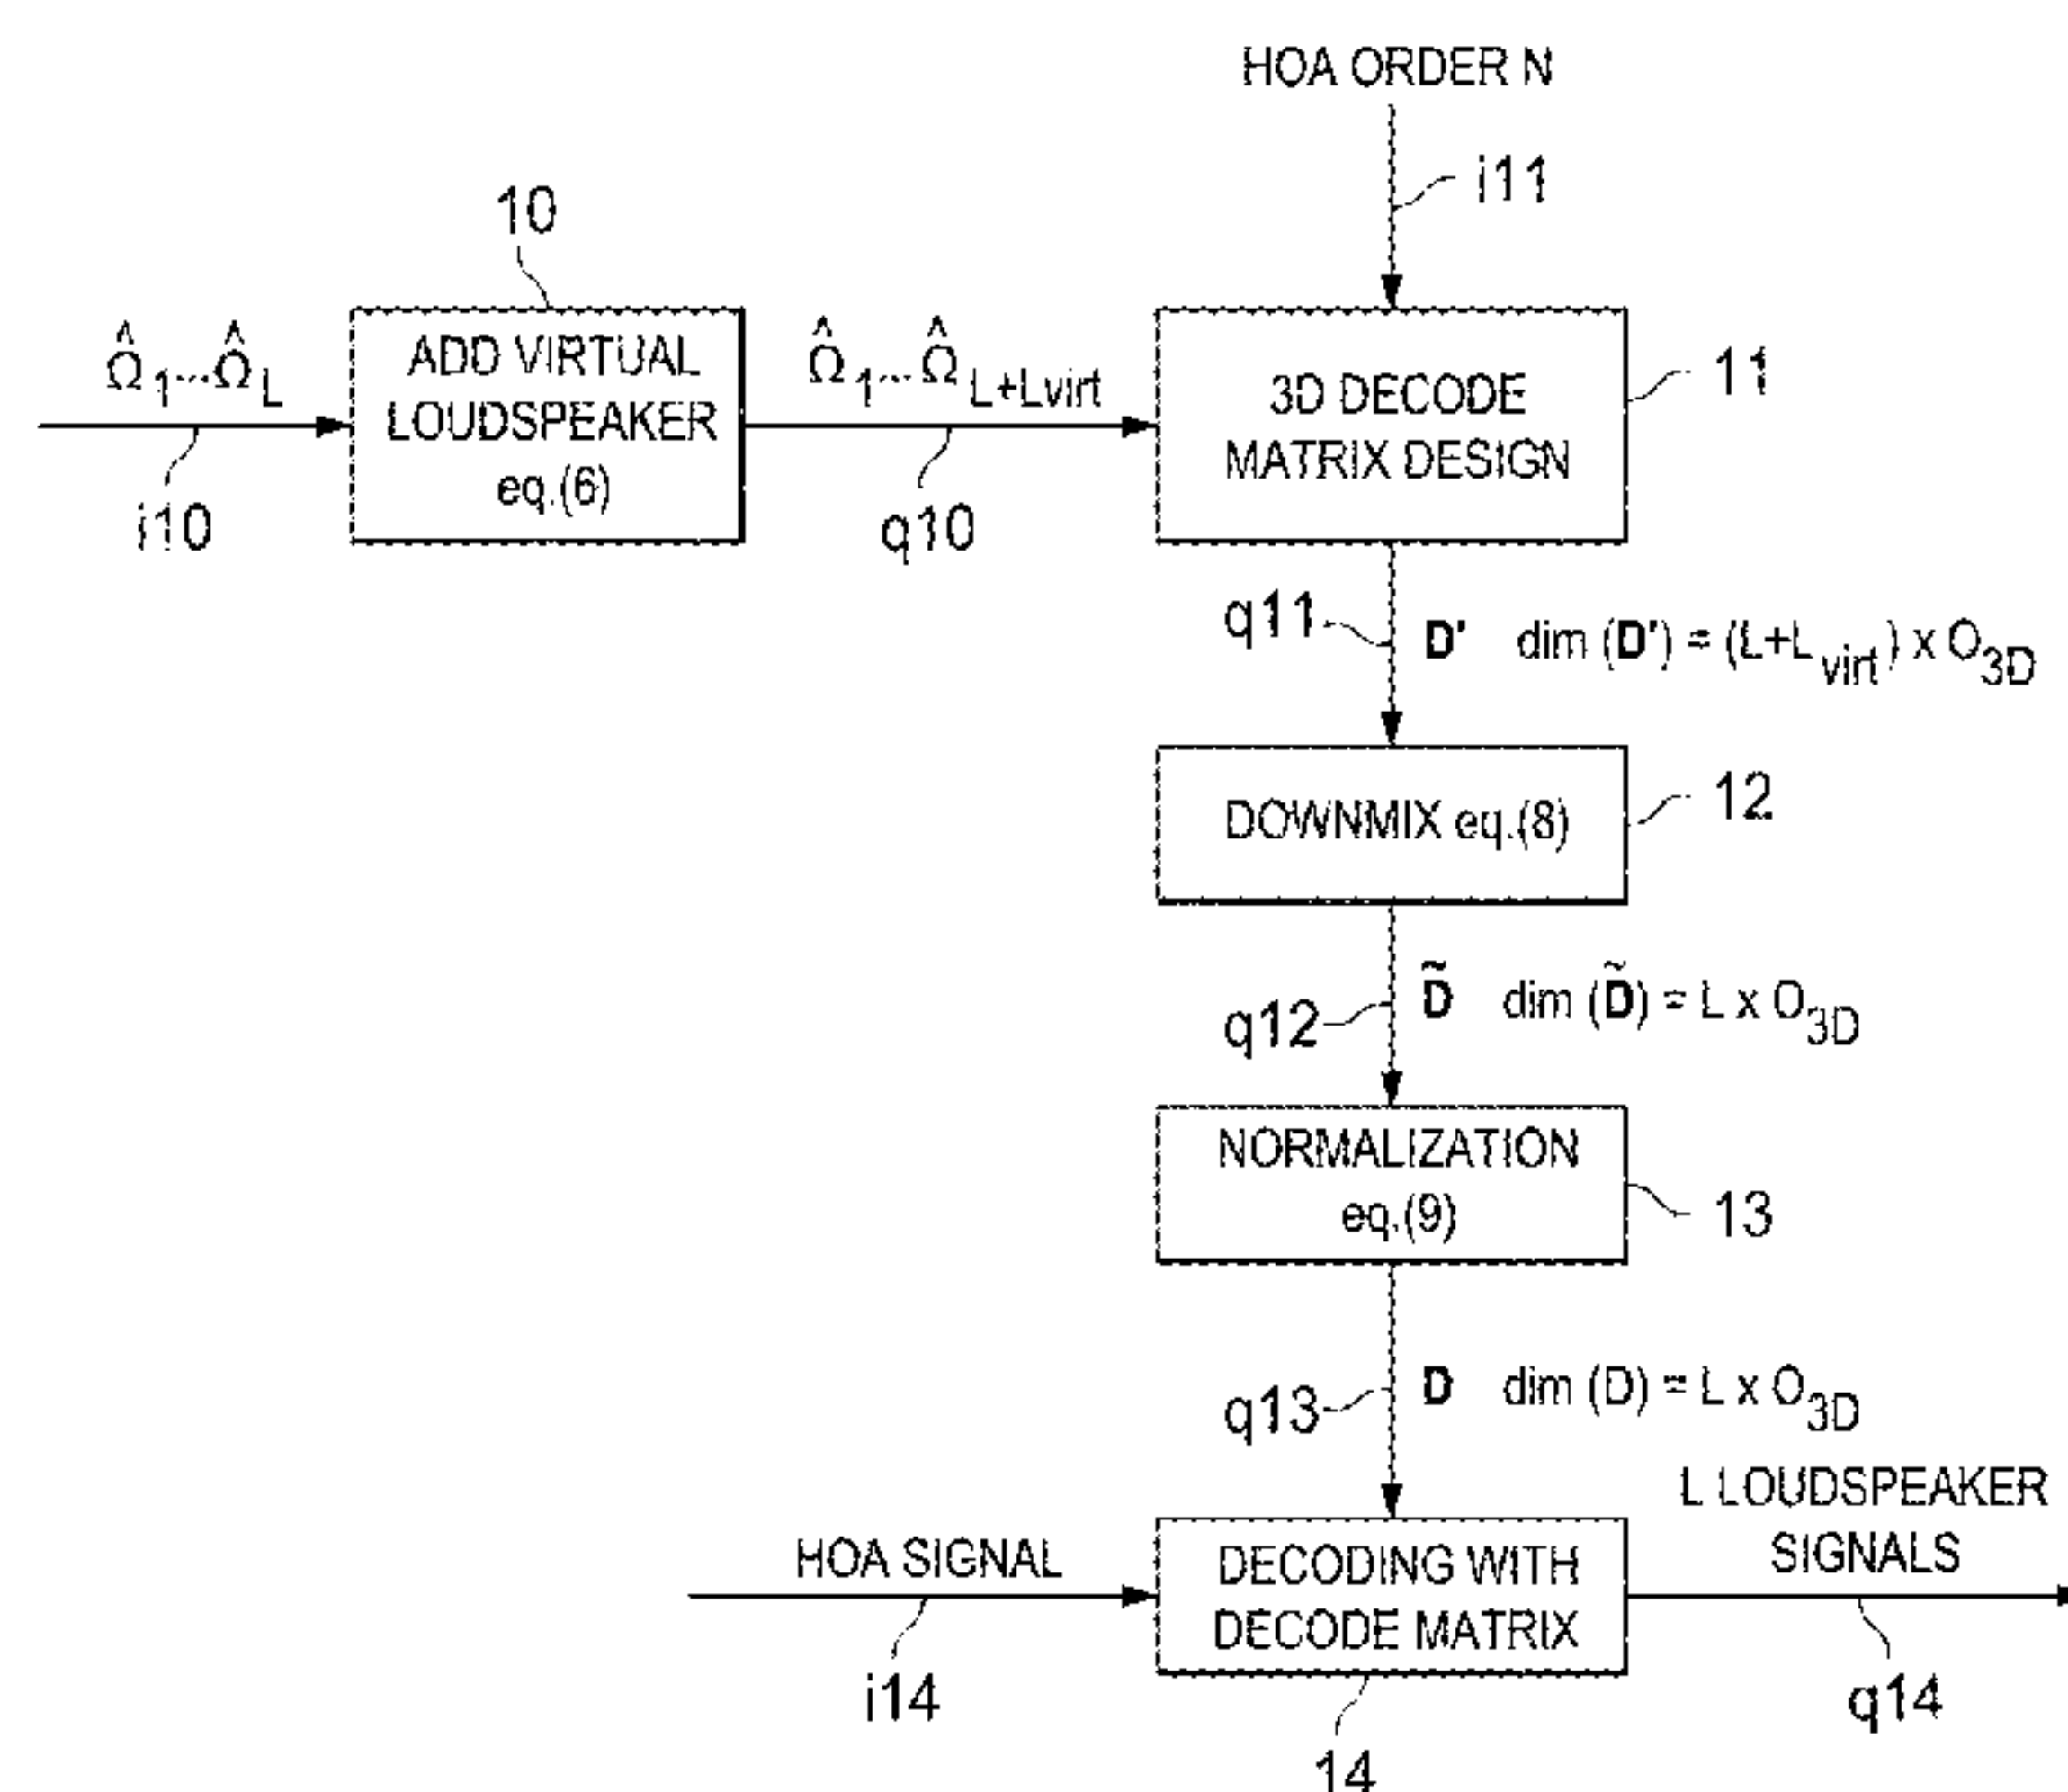 HOA ORDER N
i11
10
Ω̂1...Ω̂L
ADD VIRTUAL
LOUDSPEAKER
eq.(6)
Ω̂1...Ω̂L+Lvirt
3D DECODE
MATRIX DESIGN
11
i10
q10
q11
D' dim (D') = (L+Lvirt) x O3D
DOWNMIX eq.(8)
12
q12
D̃ dim (D̃) = L x O3D
NORMALIZATION
eq.(9)
13
q13
D dim (D) = L x O3D
L LOUDSPEAKER
SIGNALS
HOA SIGNAL
DECODING WITH
DECODE MATRIX
i14
q14
14